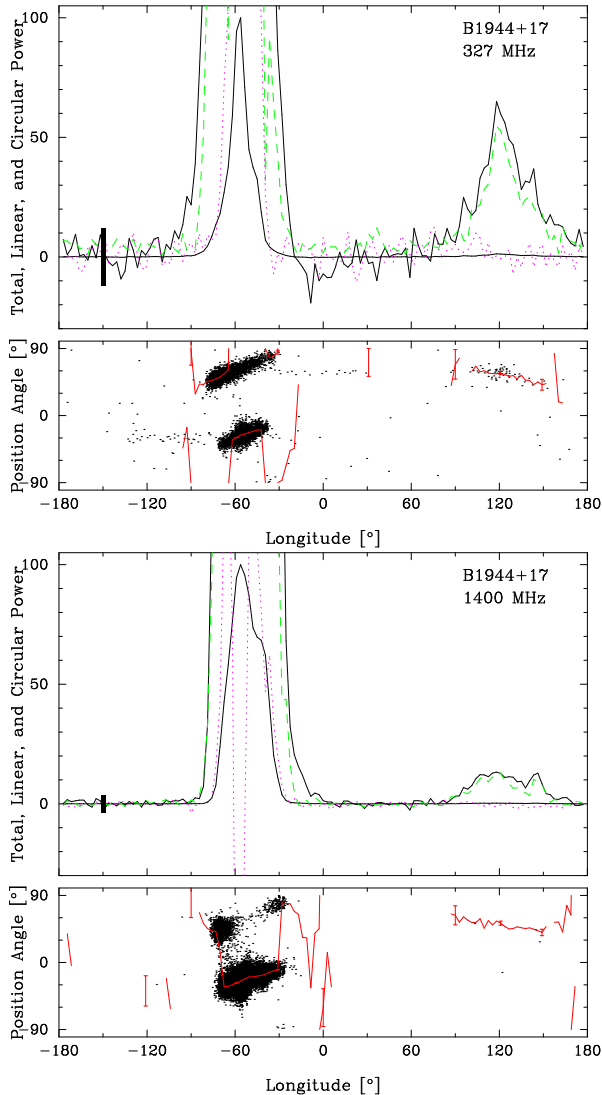 Total, Linear, and Circular Power
100
50
0
B1944+17
327 MHz
Position Angle [°]
90
0
−90
−180
−120
−60
0
60
120
180
Longitude [°]
Total, Linear, and Circular Power
100
50
0
B1944+17
1400 MHz
Position Angle [°]
90
0
−90
−180
−120
−60
0
60
120
180
Longitude [°]